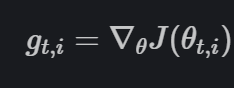 g_{t,i} = ∇_θ J(θ_{t,i})